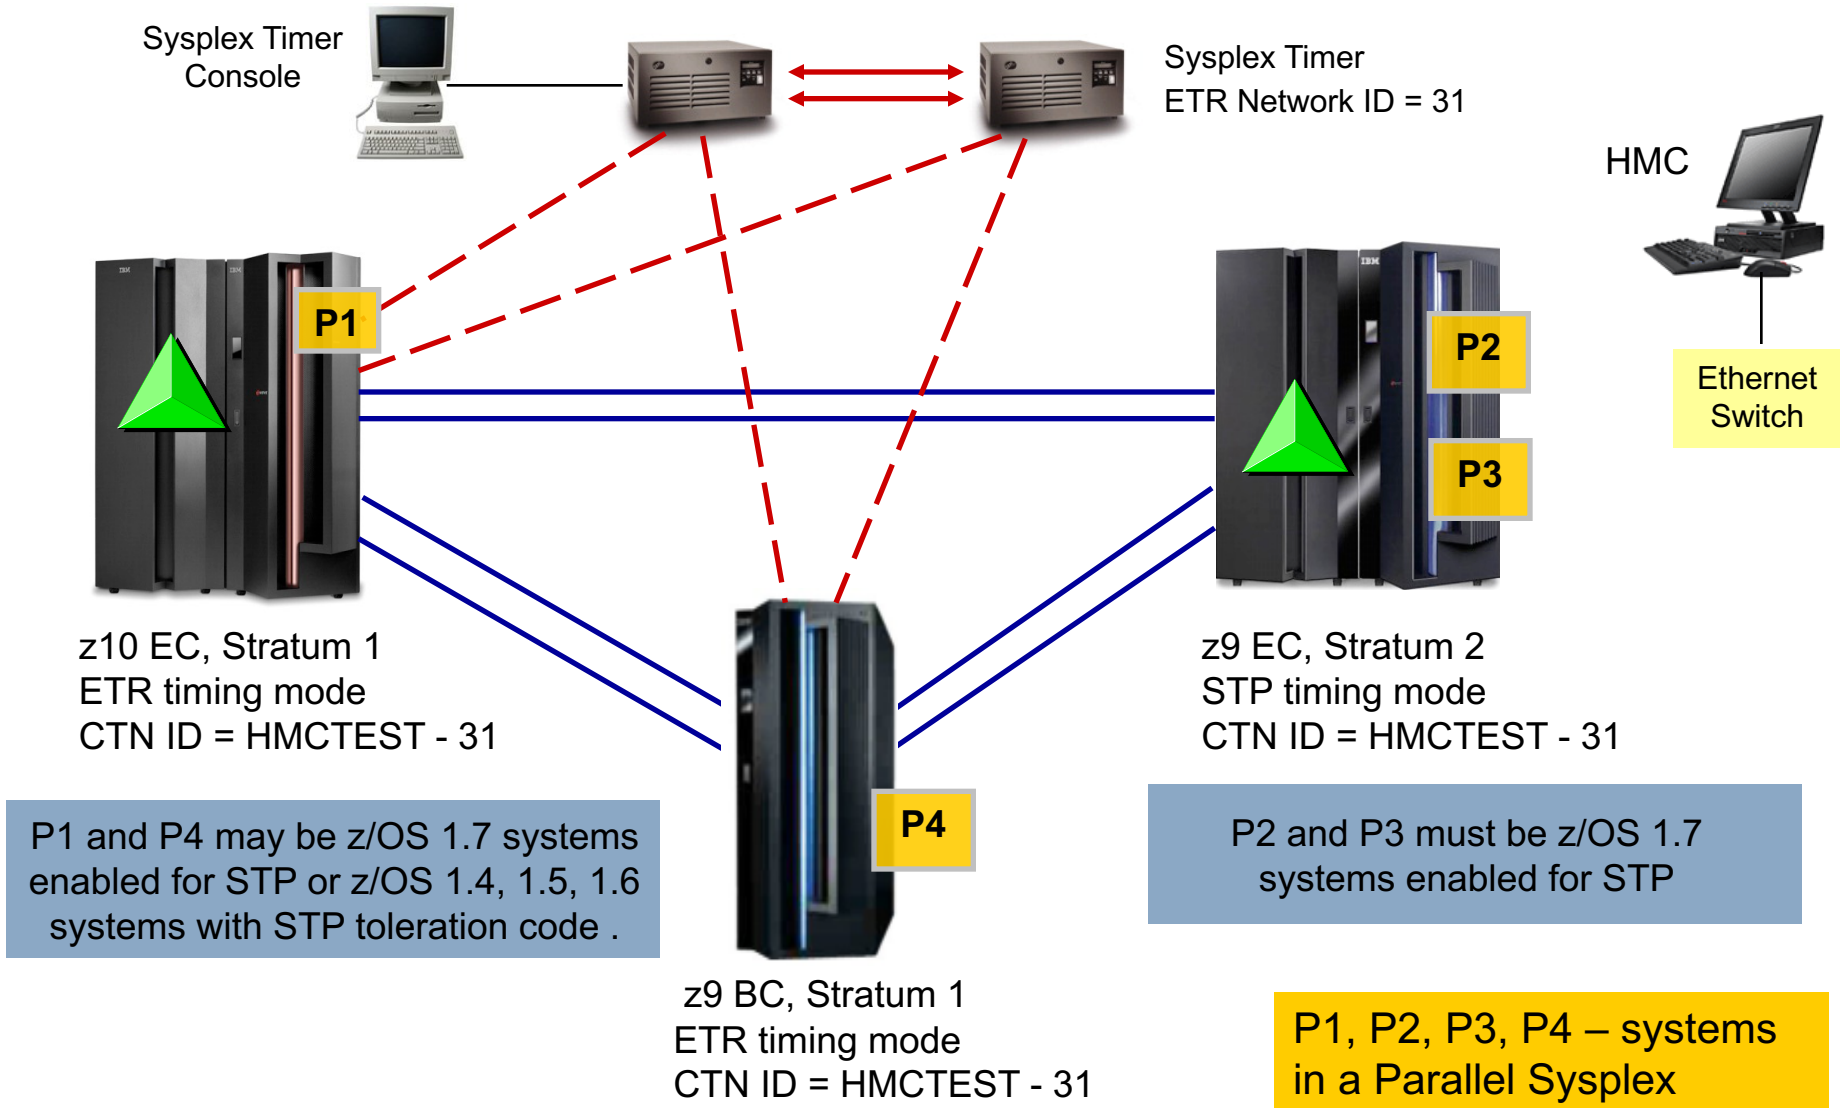 Sysplex Timer
Console
Sysplex Timer
ETR Network ID = 31
HMC
IBM
IBM
IBM
P1
P2
P3
Ethernet
Switch
z10 EC, Stratum 1
ETR timing mode
CTN ID = HMCTEST - 31
z9 EC, Stratum 2
STP timing mode
CTN ID = HMCTEST - 31
P4
P1 and P4 may be z/OS 1.7 systems
enabled for STP or z/OS 1.4, 1.5, 1.6
systems with STP toleration code .
P2 and P3 must be z/OS 1.7
systems enabled for STP
z9 BC, Stratum 1
ETR timing mode
CTN ID = HMCTEST - 31
P1, P2, P3, P4 – systems
in a Parallel Sysplex